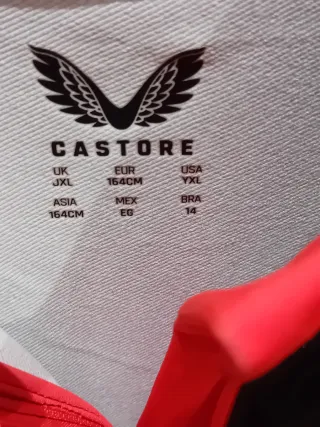 CASTORE
UK EUR USA
JXL 164CM YXL
ASIA MEX BRA
164CM EG 14